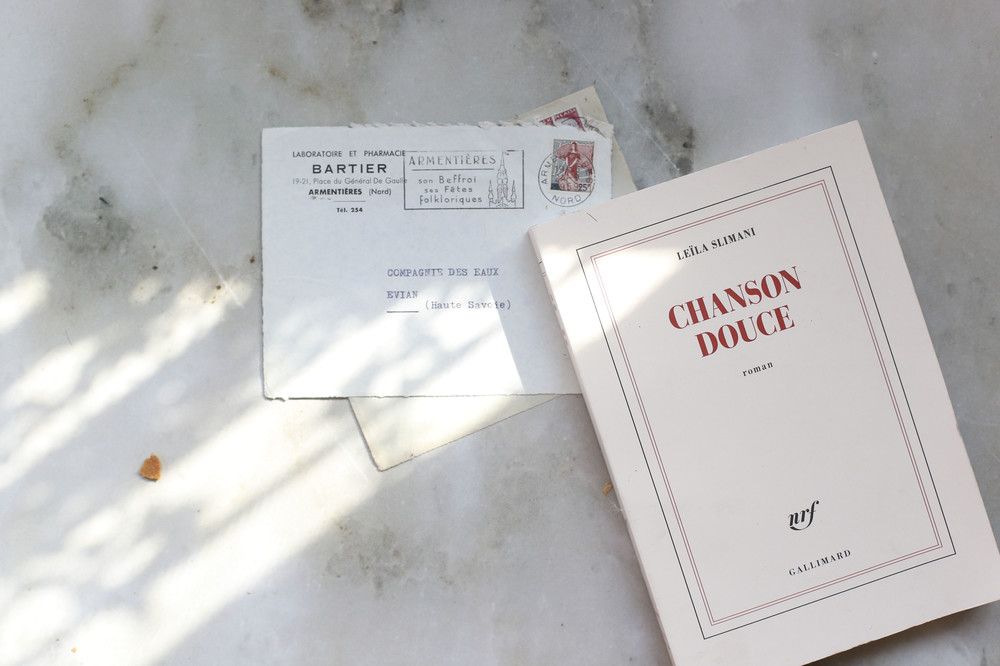 LABORATOIRE ET PHARMACIE
BARTIER
19-21, Place du Général De Gaulle
ARMENTIÈRES (Nord)
Tél. 254
ARMENTIÈRES
son Beffroi
ses Fêtes
folkloriques
NORD
COMPAGNIE DES EAUX
EVIAN
(Haute Savoie)
LEÏLA SLIMANI
CHANSON
DOUCE
roman
nrf
GALLIMARD